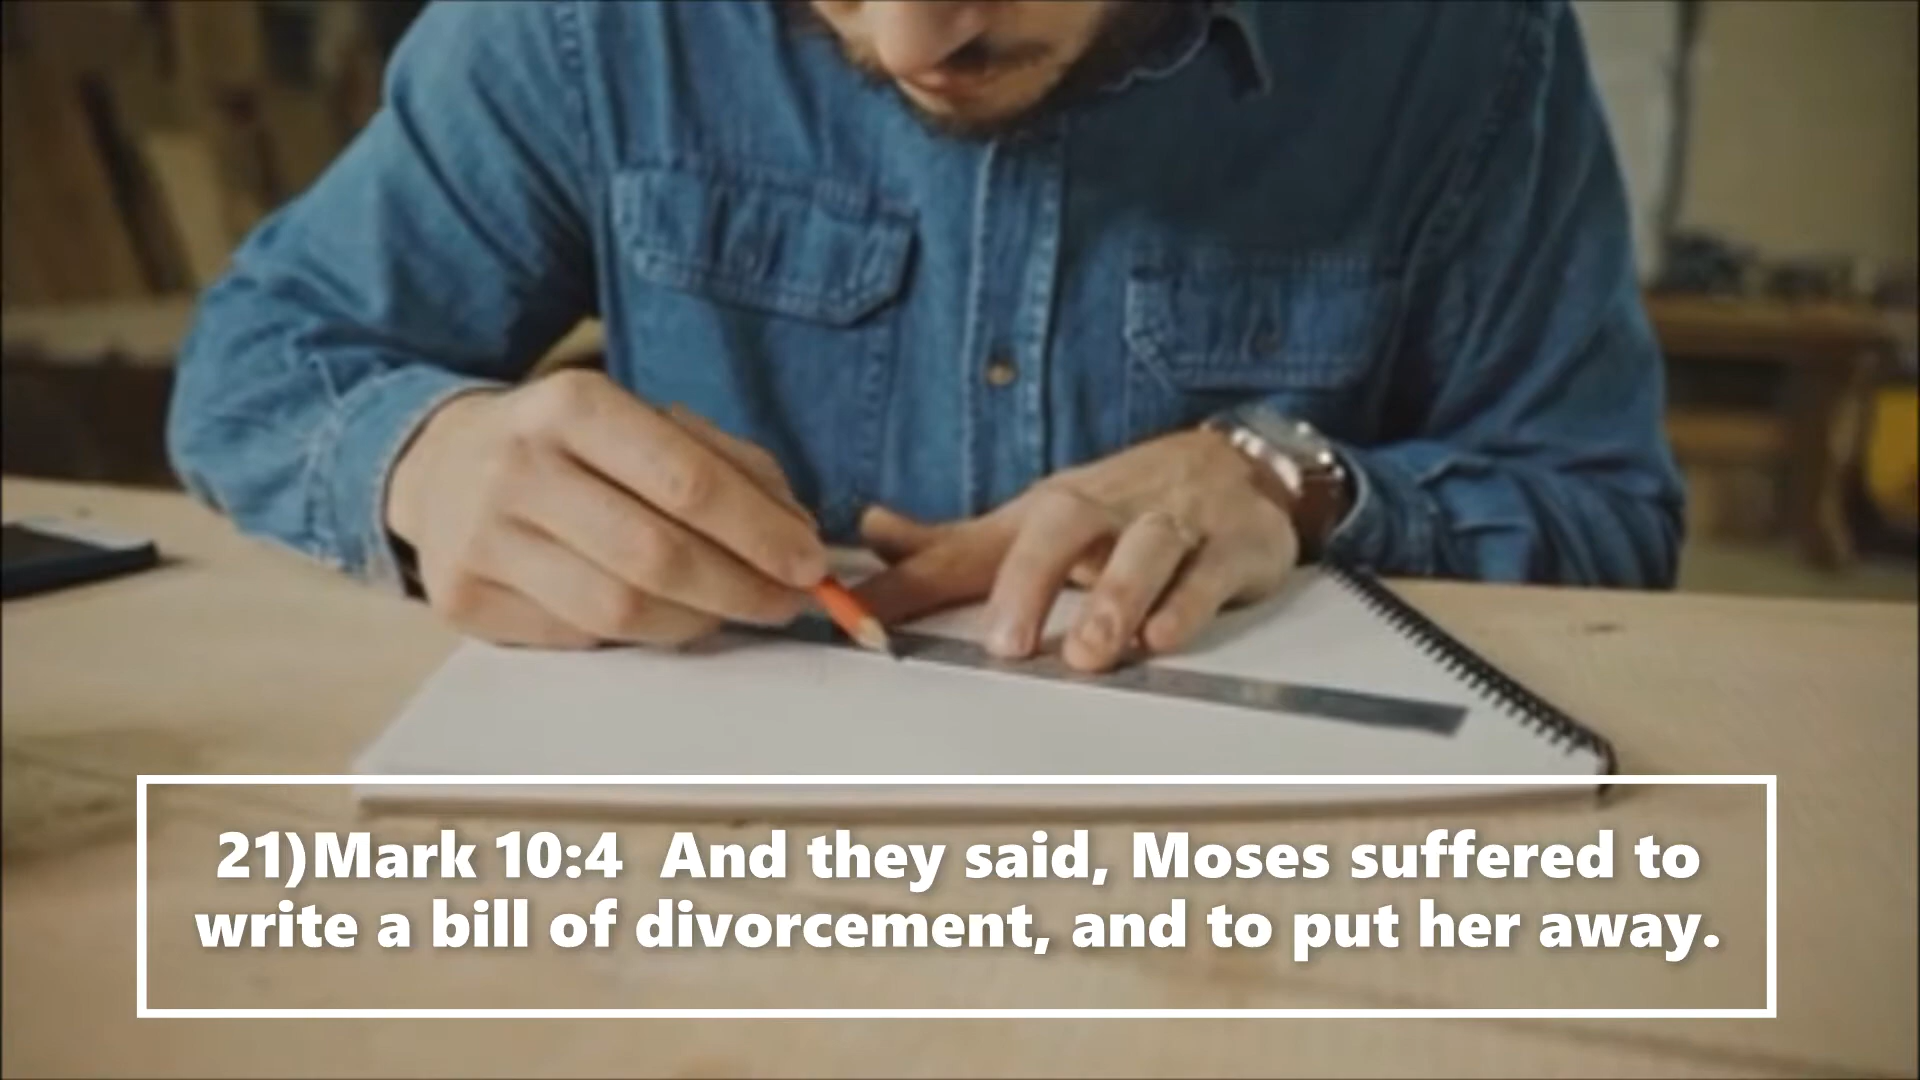 21)Mark 10:4  And they said, Moses suffered to
write a bill of divorcement, and to put her away.